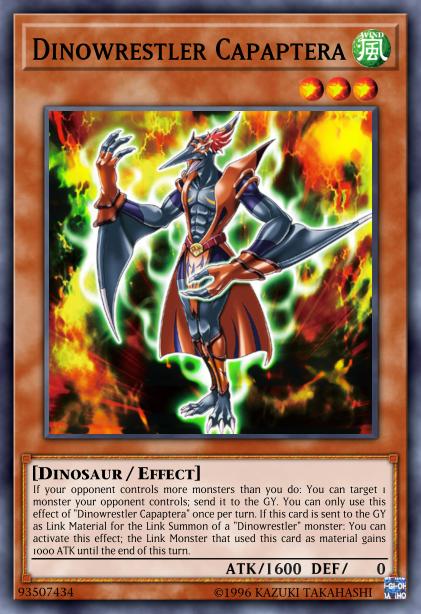 DINOWRESTLER CAPAPTERA
WIND
風
[DINOSAUR / EFFECT]
If your opponent controls more monsters than you do: You can target 1
monster your opponent controls; send it to the GY. You can only use this
effect of "Dinowrestlert Capaptera" once per turn. If this card is sent to the GY
as Link Material for the Link Summon of a "Dinowrestler" monster: You can
activate this effect; the Link Monster that used this card as material gains
1000 ATK until the end of this turn.
ATK/1600 DEF/ 0
93507434
©1996 KAZUKI TAKAHASHI